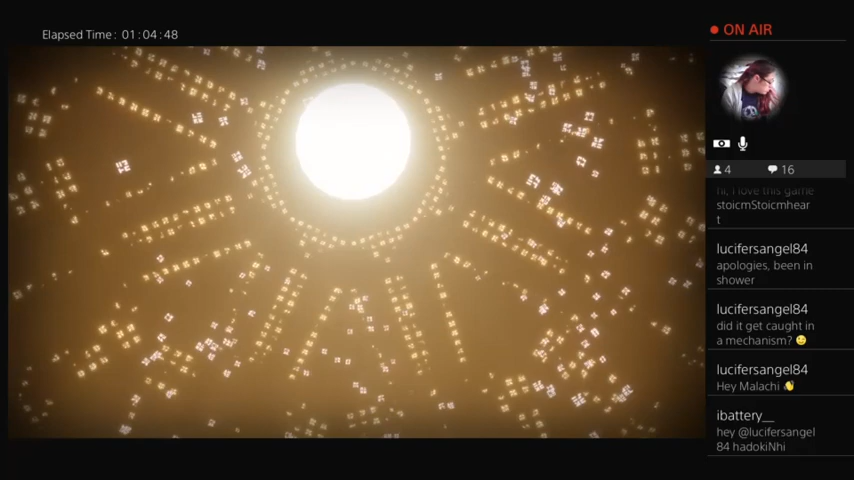 Elapsed Time: 01:04:48
ON AIR
4
16
hi, i love this game
stoicmStoicmhear
t
lucifersangel84
apologies, been in
shower
lucifersangel84
did it get caught in
a mechanism?
lucifersangel84
Hey Malachi
ibattery__
hey @lucifersangel
84 hadokiNhi